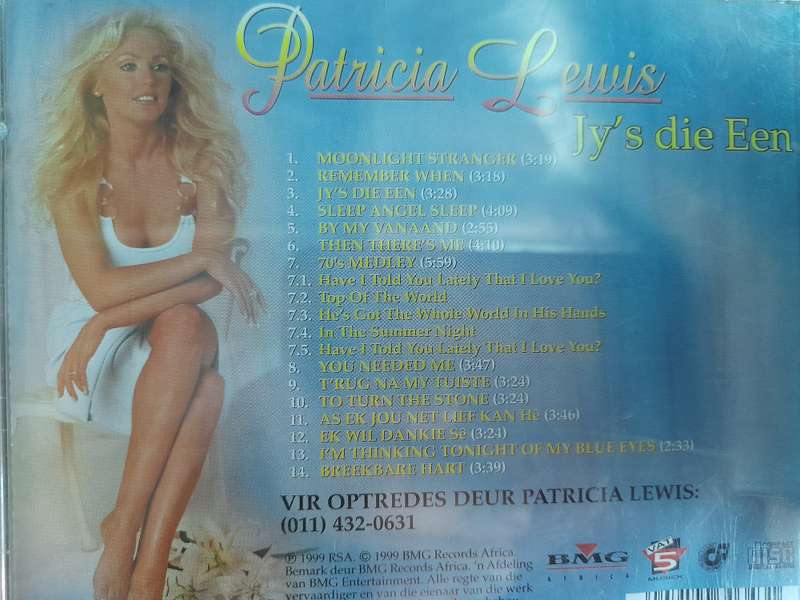 Patricia Lewis
Jy's die Een
1. MOONLIGHT STRANGER (3:19)
2. REMEMBER WHEN (3:18)
3. JY'S DIE EEN (3:28)
4. SLEEP ANGEL SLEEP (4:09)
5. BY MY VANAAND (2:55)
6. THEN THERE'S ME (4:10)
7. 70's MEDLEY (5:59)
7.1. Have I Told You Lately That I Love You?
7.2. Top Of The World
7.3. He's Got The Whole World In His Hands
7.4. In The Summer Night
7.5. Have I Told You Lately That I Love You?
8. YOU NEEDED ME (3:47)
9. T'RUG NA MY TUISTE (3:24)
10. TO TURN THE STONE (3:24)
11. AS EK JOU NET LIEF KAN Hê (3:46)
12. EK WIL DANKIE Sê (3:24)
13. I'M THINKING TONIGHT OF MY BLUE EYES (2:33)
14. BREEKBARE HART (3:39)
VIR OPTREDES DEUR PATRICIA LEWIS:
(011) 432-0631
℗ 1999 RSA. © 1999 BMG Records Africa.
Bemark deur BMG Records Africa. 'n Afdeling
van BMG Entertainment. Alle regte van die
vervaardiger en van die eienaar van die werk
BMG
AFRICA
VAT 5
MUSIEK
COMPACT
disc